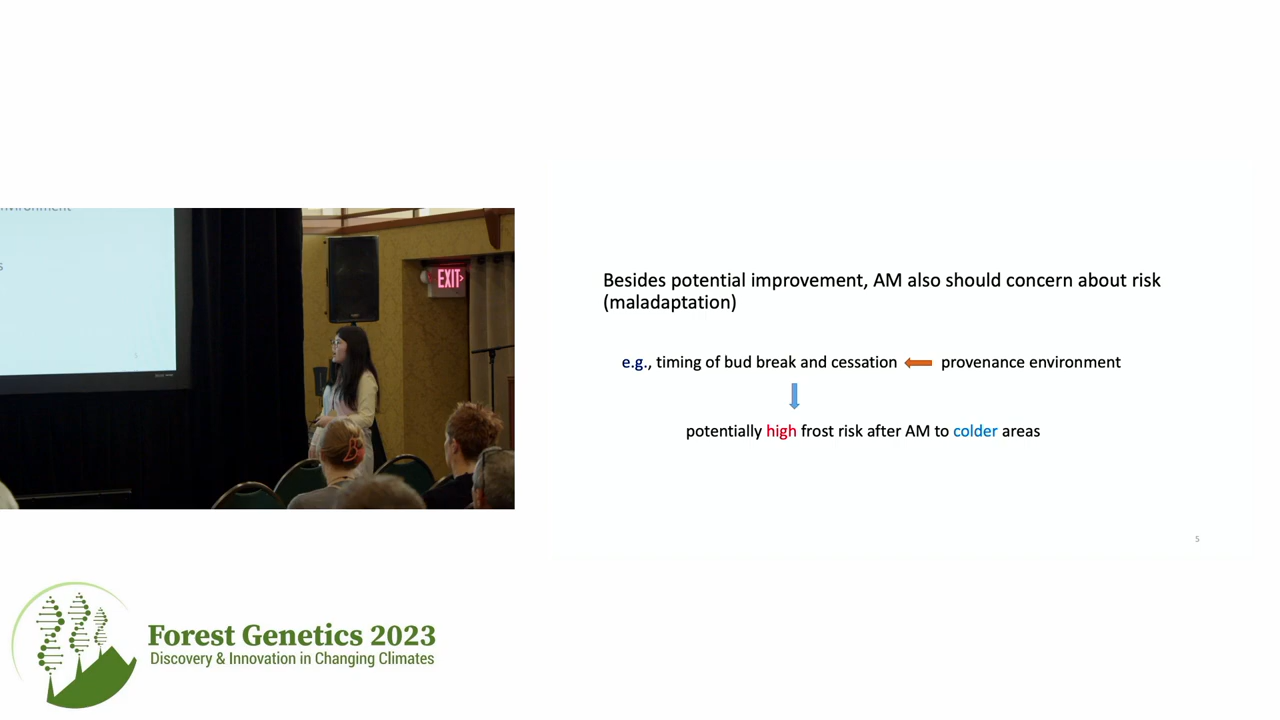 EXIT
Besides potential improvement, AM also should concern about risk
(maladaptation)
e.g., timing of bud break and cessation provenance environment
potentially high frost risk after AM to colder areas
5
Forest Genetics 2023
Discovery & Innovation in Changing Climates